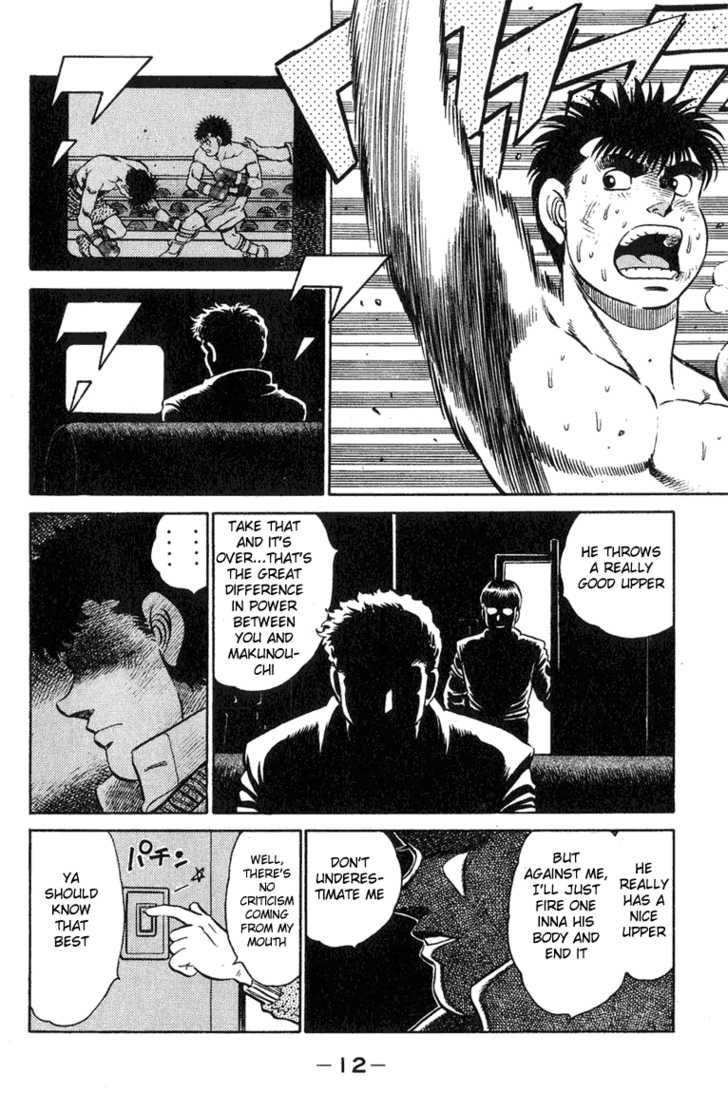 HE THROWS
A REALLY
GOOD UPPER
TAKE THAT
AND IT'S
OVER...THAT'S
THE GREAT
DIFFERENCE
IN POWER
BETWEEN
YOU AND
MAKUNOU-
CHI
......
HE
REALLY
HAS A
NICE
UPPER
BUT
AGAINST ME,
I'LL JUST
FIRE ONE
INNA HIS
BODY AND
END IT
DON'T
UNDERES-
TIMATE ME
WELL,
THERE'S
NO
CRITICISM
COMING
FROM MY
MOUTH
パチン
YA
SHOULD
KNOW
THAT
BEST
—12—